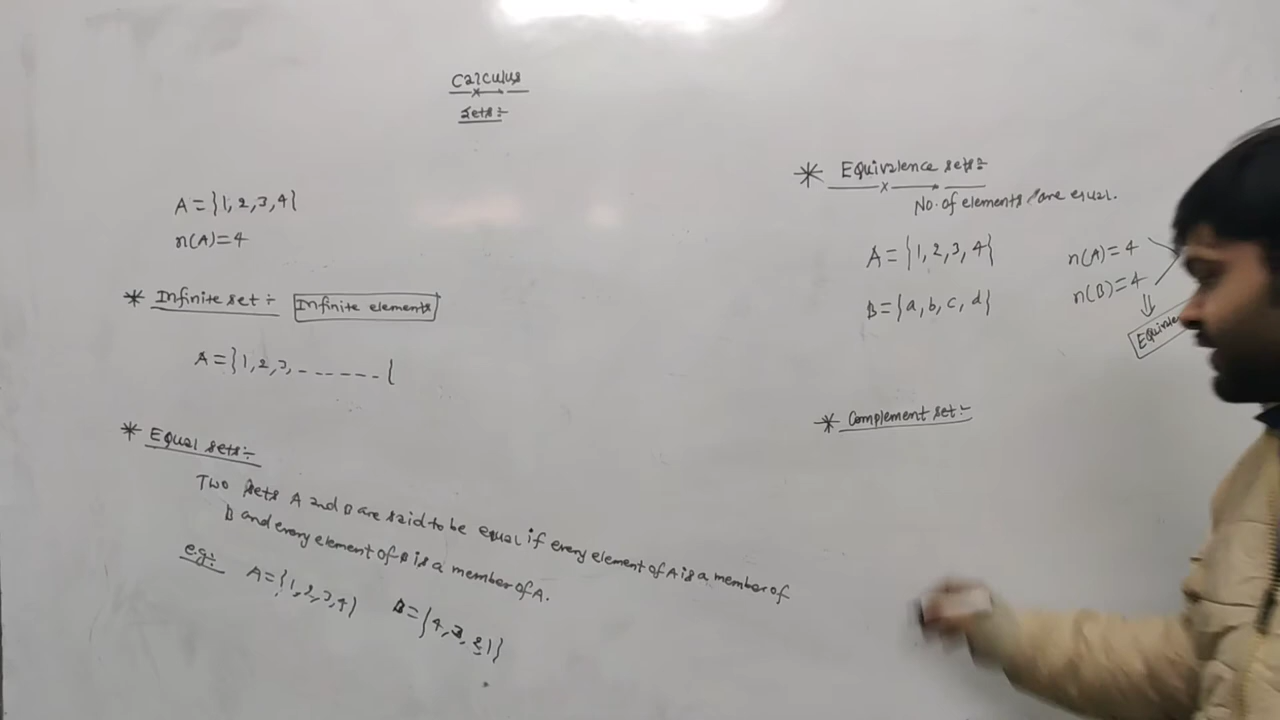 Calculus
Sets:-
A = {1, 2, 3, 4}
n(A) = 4
* Infinite set :- Infinite elements
A = {1, 2, 3, - - - - - - }
* Equal sets:-
Two sets A and B are said to be equal if every element of A is a member of
B and every element of B is a member of A.
eg:- A = {1, 2, 3, 4} B = {4, 3, 2, 1}
* Equivalence sets:-
No. of elements are equal.
A = {1, 2, 3, 4} n(A) = 4
B = {a, b, c, d} n(B) = 4
* Complement set:-